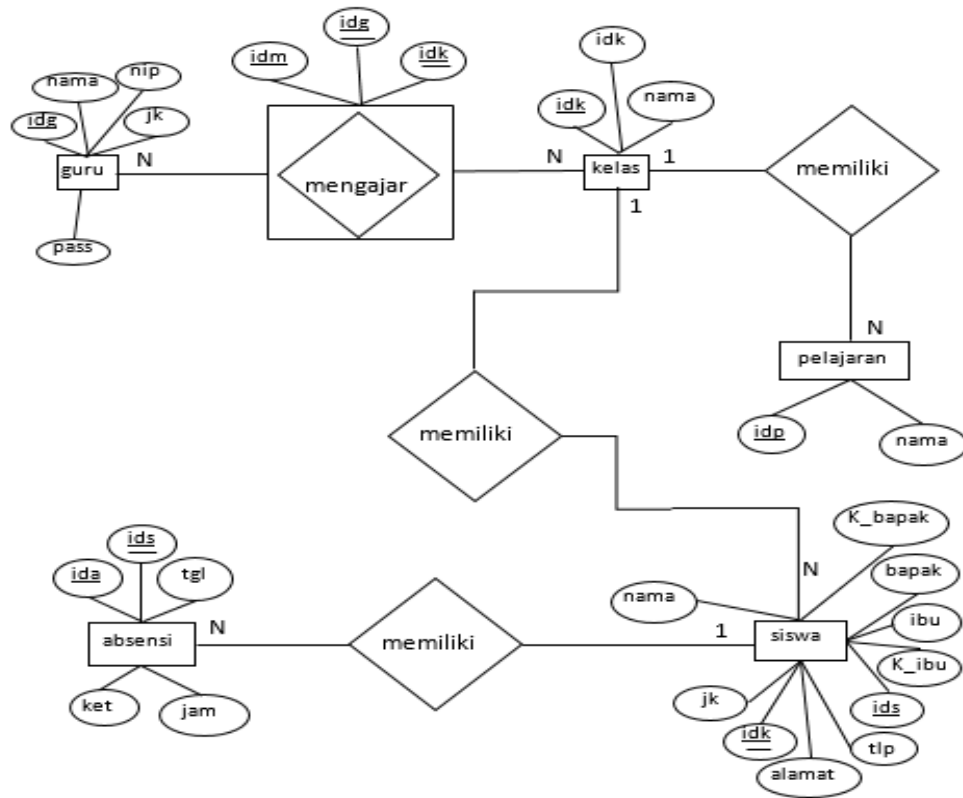 idg
idk
idm
idk
nama
nip
idg
jk
idk
nama
guru
N
mengajar
N
kelas
1
memiliki
1
pass
N
pelajaran
memiliki
idp
nama
K_bapak
ids
ida
tgl
N
bapak
nama
ibu
absensi
N
memiliki
1
siswa
K_ibu
ket
jam
jk
ids
idk
tlp
alamat